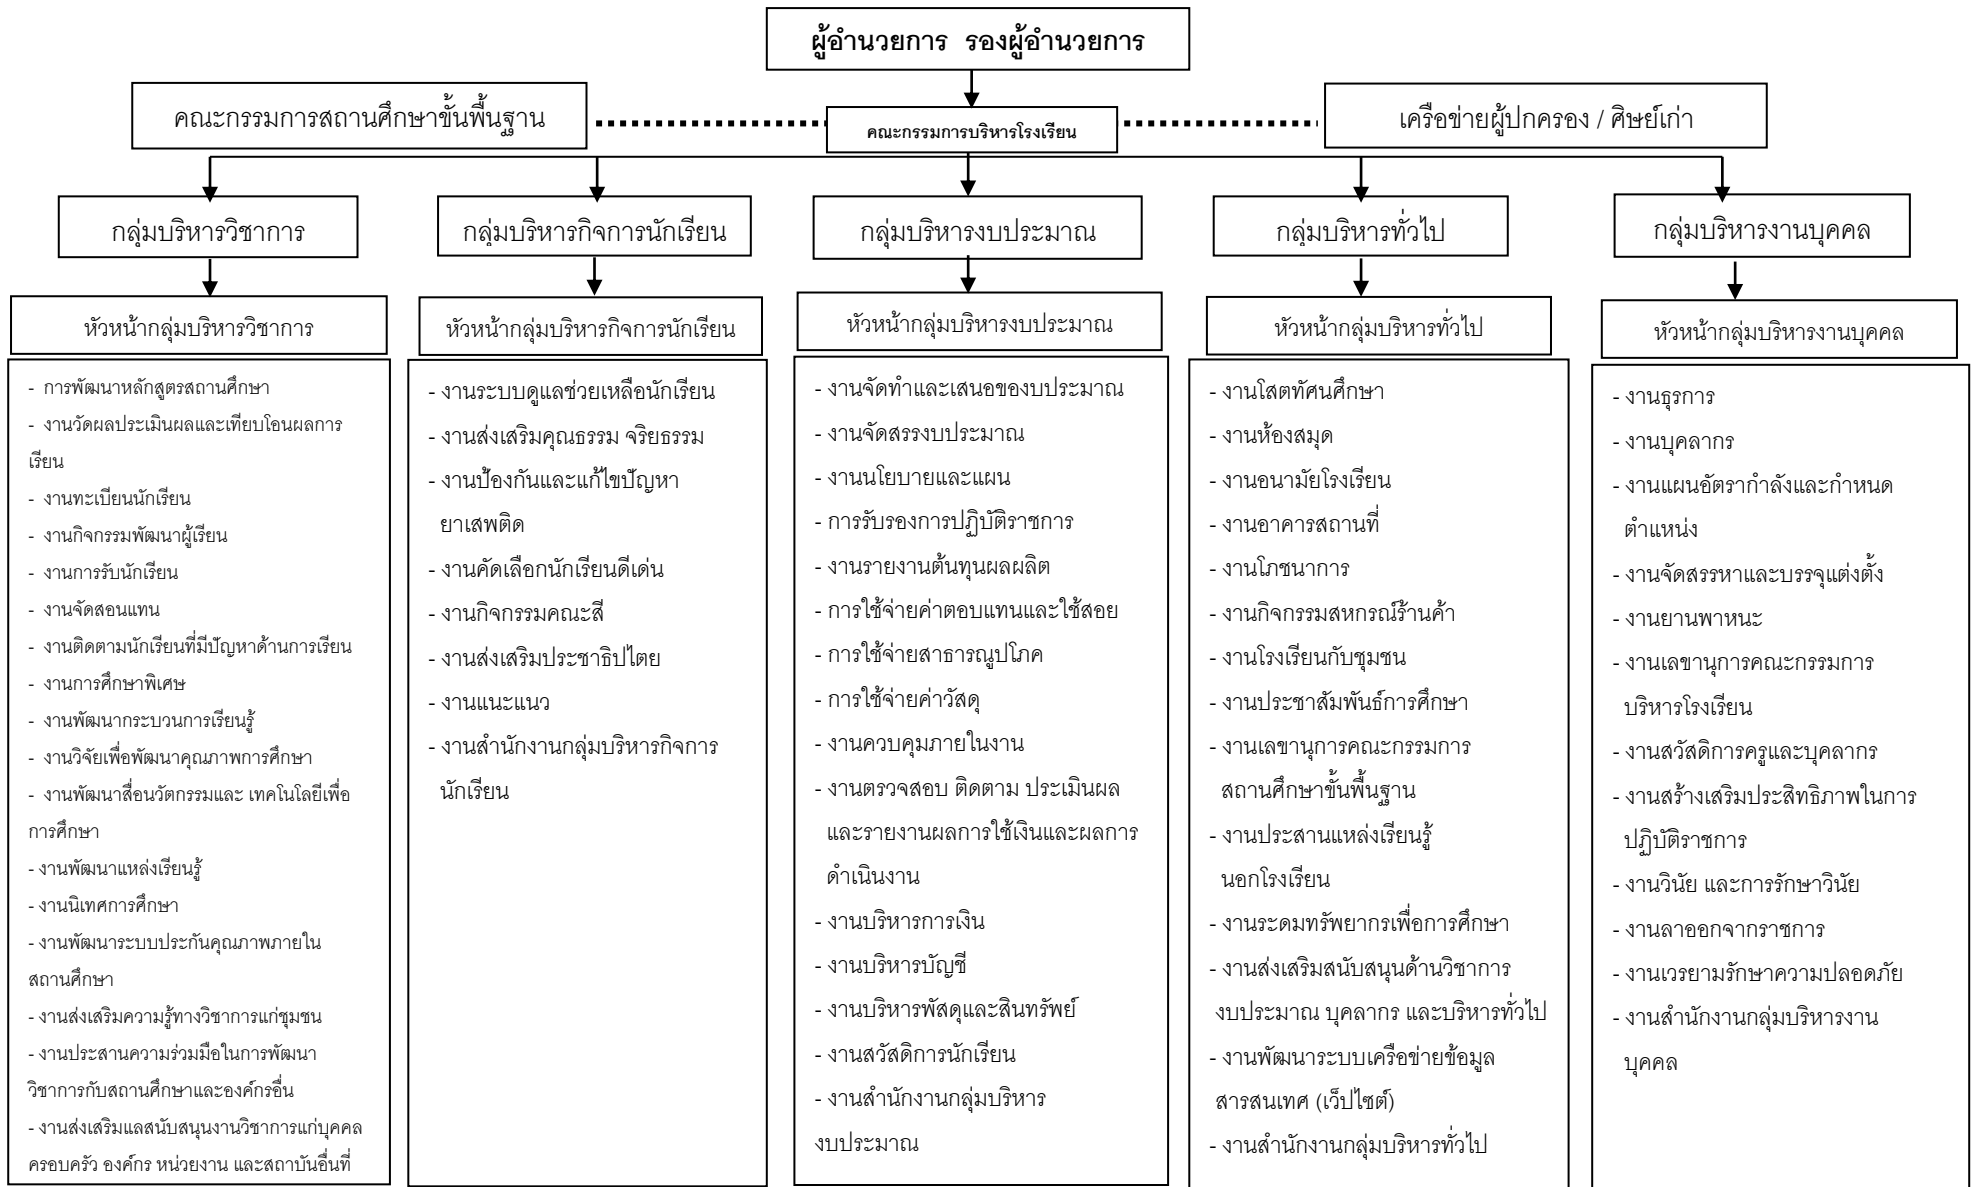 ผู้อำนวยการ รองผู้อำนวยการ
คณะกรรมการสถานศึกษาขั้นพื้นฐาน
คณะกรรมการบริหารโรงเรียน
เครือข่ายผู้ปกครอง / ศิษย์เก่า
กลุ่มบริหารวิชาการ
กลุ่มบริหารกิจการนักเรียน
กลุ่มบริหารงบประมาณ
กลุ่มบริหารทั่วไป
กลุ่มบริหารงานบุคคล
หัวหน้ากลุ่มบริหารวิชาการ
หัวหน้ากลุ่มบริหารกิจการนักเรียน
หัวหน้ากลุ่มบริหารงบประมาณ
หัวหน้ากลุ่มบริหารทั่วไป
หัวหน้ากลุ่มบริหารงานบุคคล
- การพัฒนาหลักสูตรสถานศึกษา
- งานวัดผลประเมินผลและเทียบโอนผลการ
เรียน
- งานทะเบียนนักเรียน
- งานกิจกรรมพัฒนาผู้เรียน
- งานการรับนักเรียน
- งานจัดสอนแทน
- งานติดตามนักเรียนที่มีปัญหาด้านการเรียน
- งานการศึกษาพิเศษ
- งานพัฒนากระบวนการเรียนรู้
- งานวิจัยเพื่อพัฒนาคุณภาพการศึกษา
- งานพัฒนาสื่อนวัตกรรมและ เทคโนโลยีเพื่อ
การศึกษา
- งานพัฒนาแหล่งเรียนรู้
- งานนิเทศการศึกษา
- งานพัฒนาระบบประกันคุณภาพภายใน
สถานศึกษา
- งานส่งเสริมความรู้ทางวิชาการแก่ชุมชน
- งานประสานความร่วมมือในการพัฒนา
วิชาการกับสถานศึกษาและองค์กรอื่น
- งานส่งเสริมแลสนับสนุนงานวิชาการแก่บุคคล
ครอบครัว องค์กร หน่วยงาน และสถาบันอื่นที่
- งานระบบดูแลช่วยเหลือนักเรียน
- งานส่งเสริมคุณธรรม จริยธรรม
- งานป้องกันและแก้ไขปัญหา
ยาเสพติด
- งานคัดเลือกนักเรียนดีเด่น
- งานกิจกรรมคณะสี
- งานส่งเสริมประชาธิปไตย
- งานแนะแนว
- งานสำนักงานกลุ่มบริหารกิจการ
นักเรียน
- งานจัดทำและเสนอของบประมาณ
- งานจัดสรรงบประมาณ
- งานนโยบายและแผน
- การรับรองการปฏิบัติราชการ
- งานรายงานต้นทุนผลผลิต
- การใช้จ่ายค่าตอบแทนและใช้สอย
- การใช้จ่ายสาธารณูปโภค
- การใช้จ่ายค่าวัสดุ
- งานควบคุมภายในงาน
- งานตรวจสอบ ติดตาม ประเมินผล
และรายงานผลการใช้เงินและผลการ
ดำเนินงาน
- งานบริหารการเงิน
- งานบริหารบัญชี
- งานบริหารพัสดุและสินทรัพย์
- งานสวัสดิการนักเรียน
- งานสำนักงานกลุ่มบริหาร
งบประมาณ
- งานโสตทัศนศึกษา
- งานห้องสมุด
- งานอนามัยโรงเรียน
- งานอาคารสถานที่
- งานโภชนาการ
- งานกิจกรรมสหกรณ์ร้านค้า
- งานโรงเรียนกับชุมชน
- งานประชาสัมพันธ์การศึกษา
- งานเลขานุการคณะกรรมการ
สถานศึกษาขั้นพื้นฐาน
- งานประสานแหล่งเรียนรู้
นอกโรงเรียน
- งานระดมทรัพยากรเพื่อการศึกษา
- งานส่งเสริมสนับสนุนด้านวิชาการ
งบประมาณ บุคลากร และบริหารทั่วไป
- งานพัฒนาระบบเครือข่ายข้อมูล
สารสนเทศ (เว็ปไซต์)
- งานสำนักงานกลุ่มบริหารทั่วไป
- งานธุรการ
- งานบุคลากร
- งานแผนอัตรากำลังและกำหนด
ตำแหน่ง
- งานจัดสรรหาและบรรจุแต่งตั้ง
- งานยานพาหนะ
- งานเลขานุการคณะกรรมการ
บริหารโรงเรียน
- งานสวัสดิการครูและบุคลากร
- งานสร้างเสริมประสิทธิภาพในการ
ปฏิบัติราชการ
- งานวินัย และการรักษาวินัย
- งานลาออกจากราชการ
- งานเวรยามรักษาความปลอดภัย
- งานสำนักงานกลุ่มบริหารงาน
บุคคล